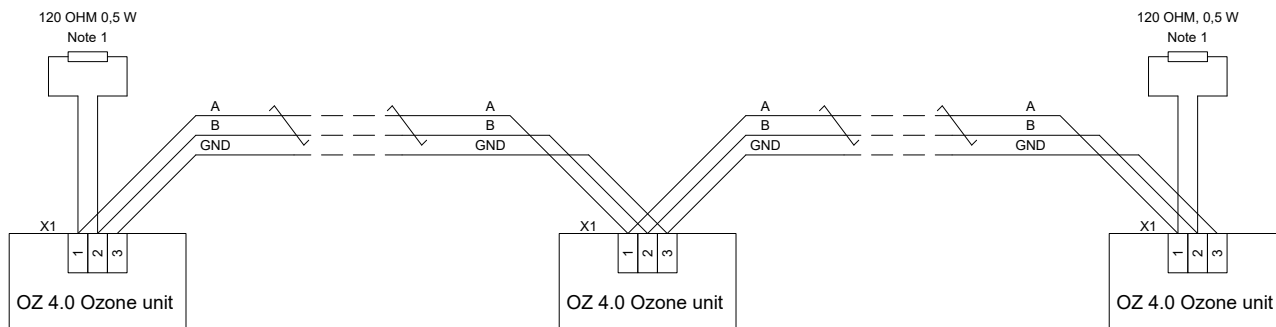 120 OHM 0,5 W
Note 1
120 OHM, 0,5 W
Note 1
A
B
GND
A
B
GND
A
B
GND
A
B
GND
X1
1
2
3
OZ 4.0 Ozone unit
X1
1
2
3
OZ 4.0 Ozone unit
X1
1
2
3
OZ 4.0 Ozone unit